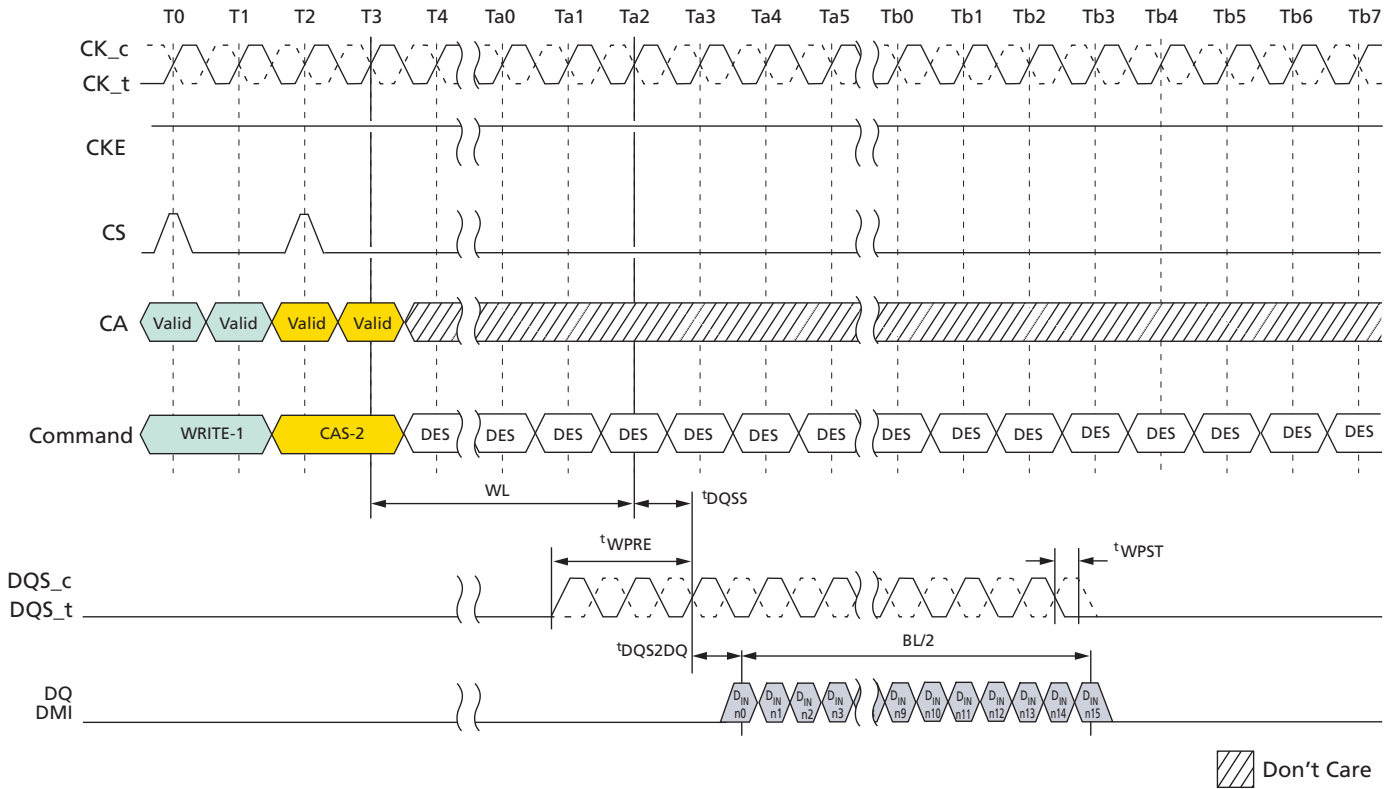 T0 T1 T2 T3 T4 Ta0 Ta1 Ta2 Ta3 Ta4 Ta5 Tb0 Tb1 Tb2 Tb3 Tb4 Tb5 Tb6 Tb7
CK_c
CK_t
CKE
CS
CA Valid Valid Valid Valid
Command WRITE-1 CAS-2 DES DES DES DES DES DES DES DES DES DES DES DES DES DES DES
WL tDQSS
tWPRE tWPST
DQS_c
DQS_t
tDQS2DQ BL/2
DQ
DMI
DIN DIN DIN DIN DIN DIN DIN DIN DIN DIN DIN
n0 n1 n2 n3 n9 n10 n11 n12 n13 n14 n15
Don't Care